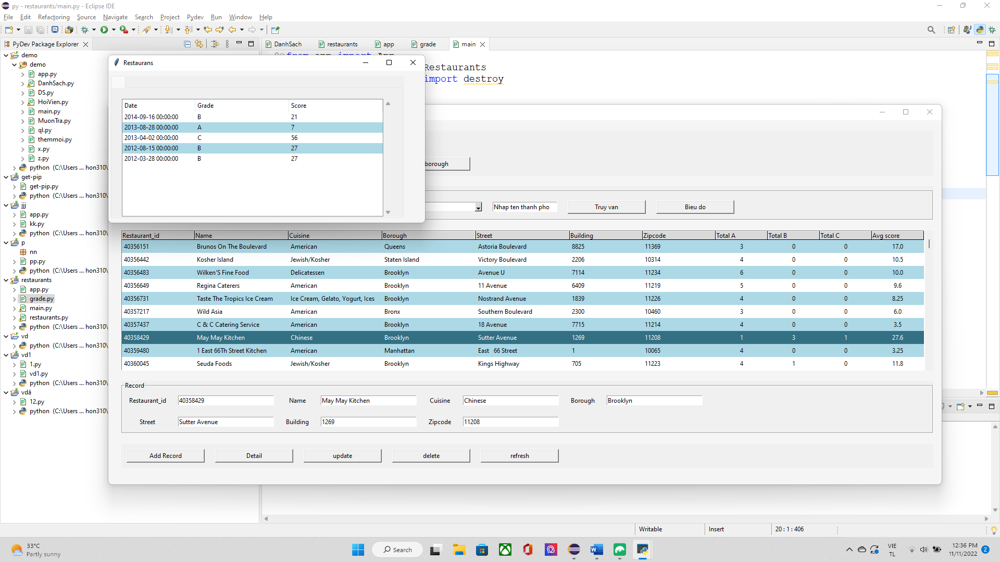 py - restaurants/main.py - Eclipse IDE
File Edit Refactoring Source Navigate Search Project Pydev Run Window Help
PyDev Package Explorer
demo
demo
app.py
DanhSach.py
DS.py
HoiVien.py
main.py
MuonTra.py
ql.py
themmoi.py
x.py
z.py
python (C:\Users ... hon310\
get-pip
get-pip.py
python (C:\Users ... hon310\
jjj
app.py
kk.py
python (C:\Users ... hon310\
p
nn
pp.py
python (C:\Users ... hon310\
restaurants
app.py
grade.py
main.py
restaurants.py
python (C:\Users ... hon310\
vd
python (C:\Users ... hon310\
vd1
1.py
vd1.py
python (C:\Users ... hon310\
vdâ
12.py
python (C:\Users ... hon310\
DanhSach restaurants app grade main
from app import App
Restaurants
import destroy
Restaurans
Date Grade Score
2014-09-16 00:00:00 B 21
2013-08-28 00:00:00 A 7
2013-04-02 00:00:00 C 56
2012-08-15 00:00:00 B 27
2012-03-28 00:00:00 B 27
borough
Nhap ten thanh pho Truy van Bieu do
Restaurant_id Name Cuisine Borough Street Building Zipcode Total A Total B Total C Avg score
40356151 Brunos On The Boulevard American Queens Astoria Boulevard 8825 11369 3 0 0 17.0
40356442 Kosher Island Jewish/Kosher Staten Island Victory Boulevard 2206 10314 4 0 0 10.5
40356483 Wilken'S Fine Food Delicatessen Brooklyn Avenue U 7114 11234 6 0 0 10.0
40356649 Regina Caterers American Brooklyn 11 Avenue 6409 11219 5 0 0 9.6
40356731 Taste The Tropics Ice Cream Ice Cream, Gelato, Yogurt, Ices Brooklyn Nostrand Avenue 1839 11226 4 0 0 8.25
40357217 Wild Asia American Bronx Southern Boulevard 2300 10460 3 0 0 6.0
40357437 C & C Catering Service American Brooklyn 18 Avenue 7715 11214 4 0 0 3.5
40358429 May May Kitchen Chinese Brooklyn Sutter Avenue 1269 11208 1 3 1 27.6
40359480 1 East 66Th Street Kitchen American Manhattan East 66 Street 1 10065 4 0 0 3.25
40360045 Seuda Foods Jewish/Kosher Brooklyn Kings Highway 705 11223 4 1 0 11.8
Record
Restaurant_id 40358429 Name May May Kitchen Cuisine Chinese Borough Brooklyn
Street Sutter Avenue Building 1269 Zipcode 11208
Add Record Detail update delete refresh
Writable Insert 20 : 1 : 406
33°C
Partly sunny
Search
VIE
TL
12:36 PM
11/11/2022
2